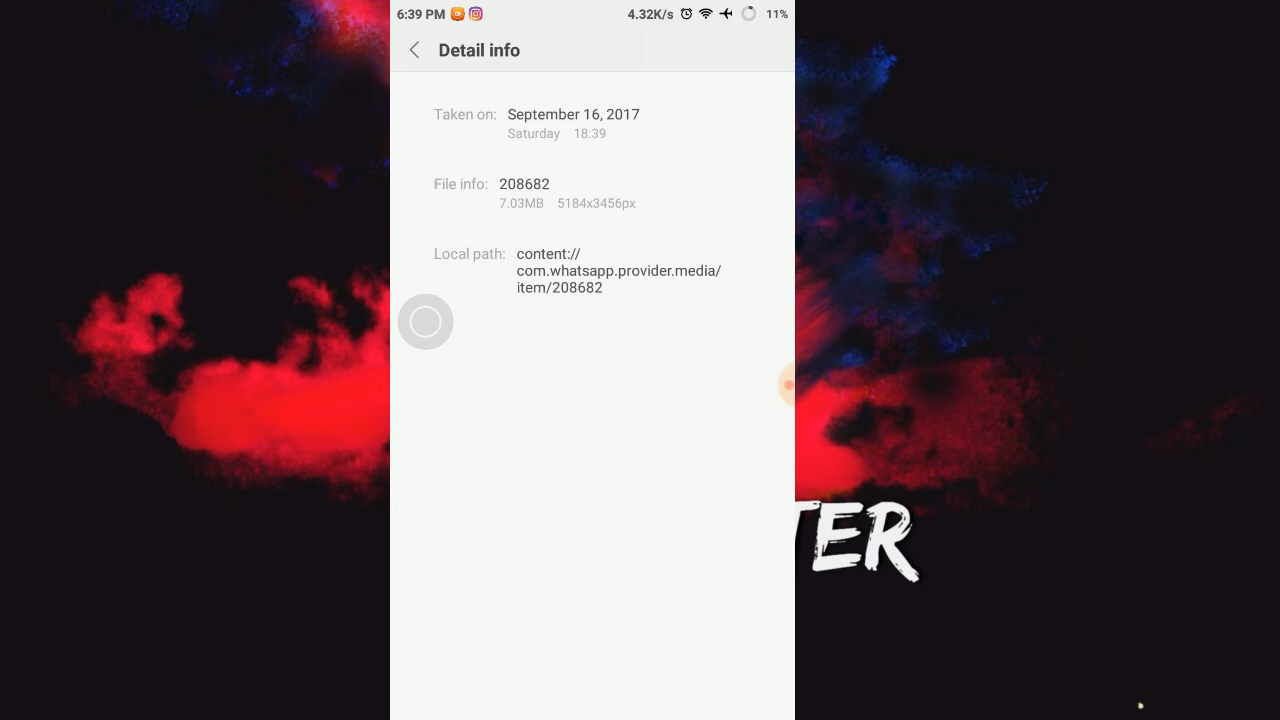 6:39 PM 4.32K/s 11%
Detail info
Taken on: September 16, 2017
Saturday 18:39
File info: 208682
7.03MB 5184x3456px
Local path: content://
com.whatsapp.provider.media/
item/208682
TER